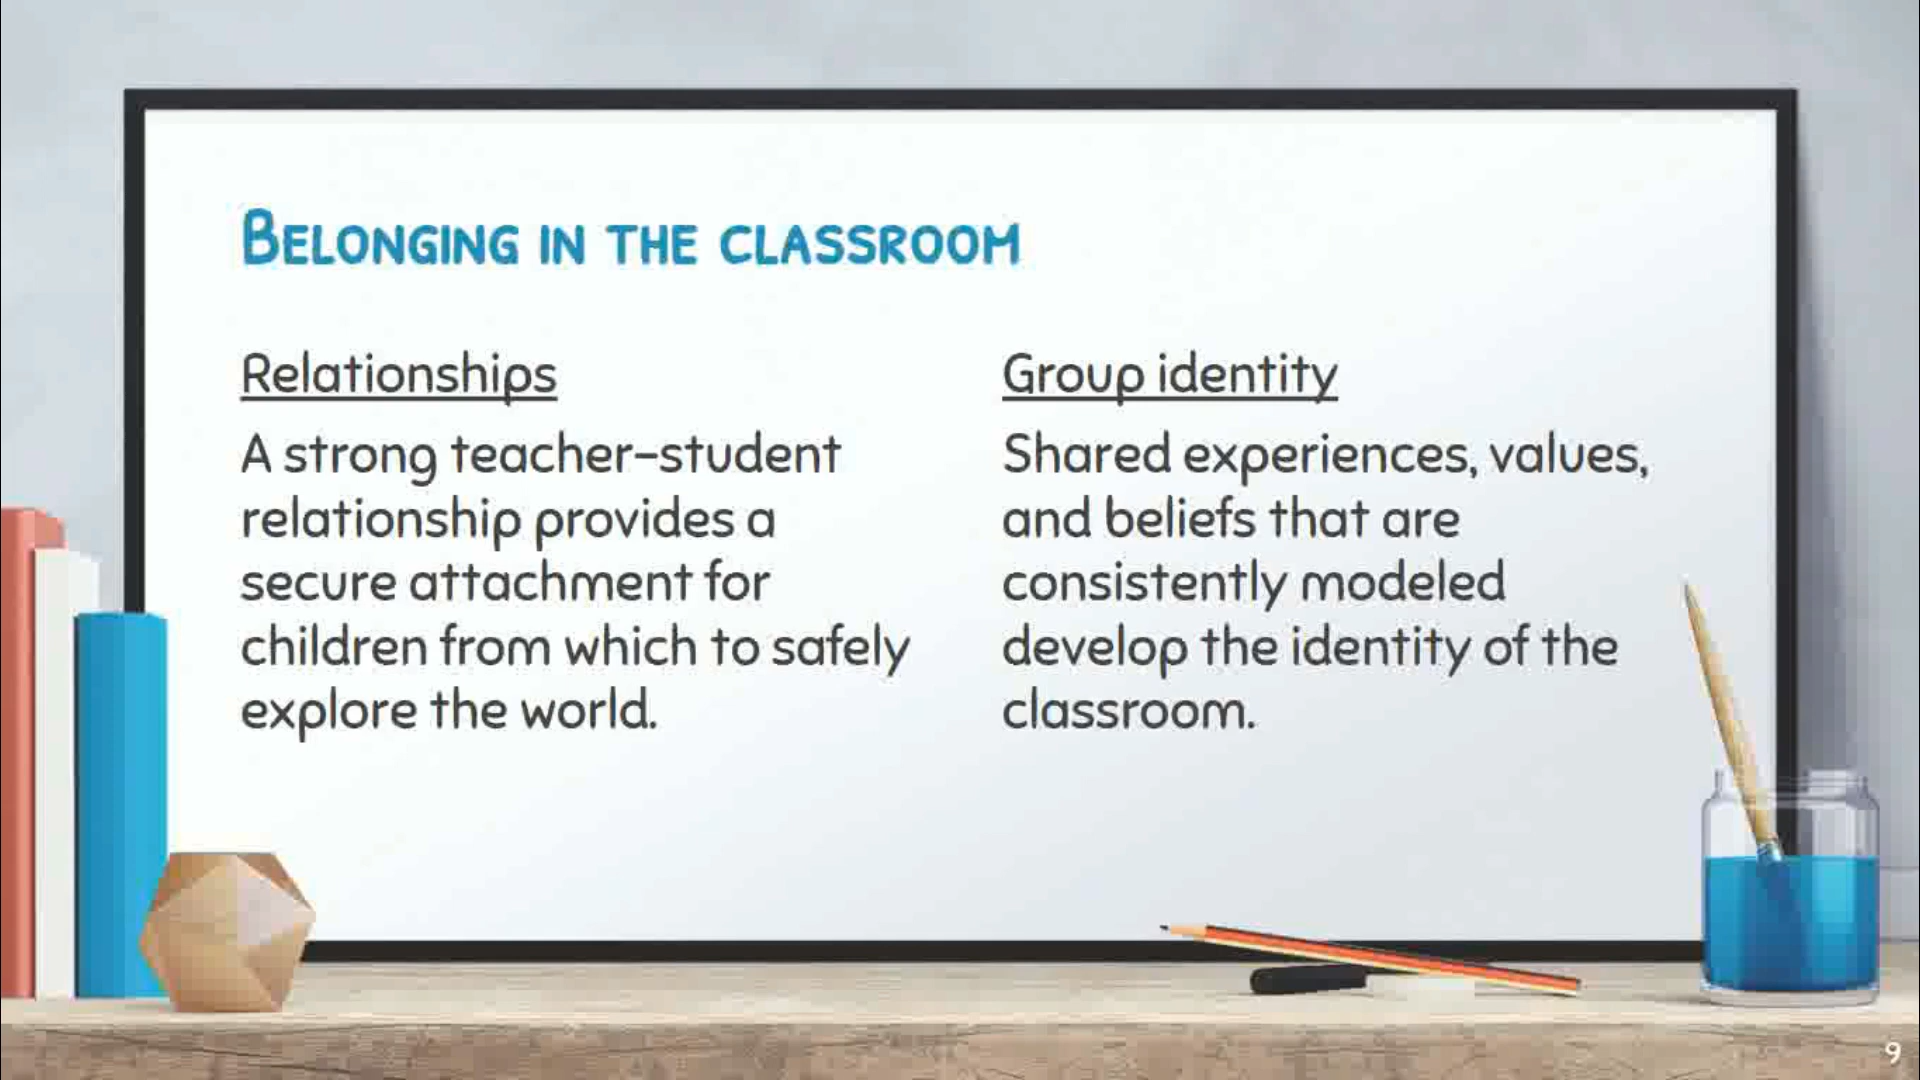 Belonging in the classroom
Relationships
A strong teacher-student
relationship provides a
secure attachment for
children from which to safely
explore the world.
Group identity
Shared experiences, values,
and beliefs that are
consistently modeled
develop the identity of the
classroom.
9